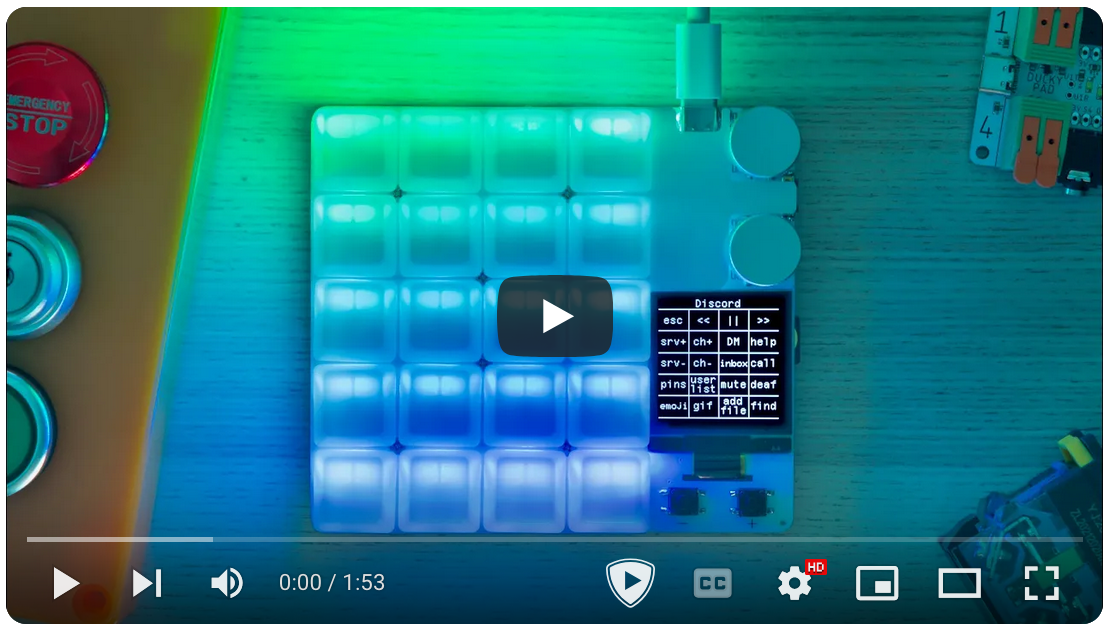 EMERGENCY
STOP
1
DUCKY
PAD
4
Discord
esc << || >>
srv+ ch+ DM help
srv- ch- inbox call
pins user list mute deaf
emoji gif add file find
- +
0:00 / 1:53
CC
HD